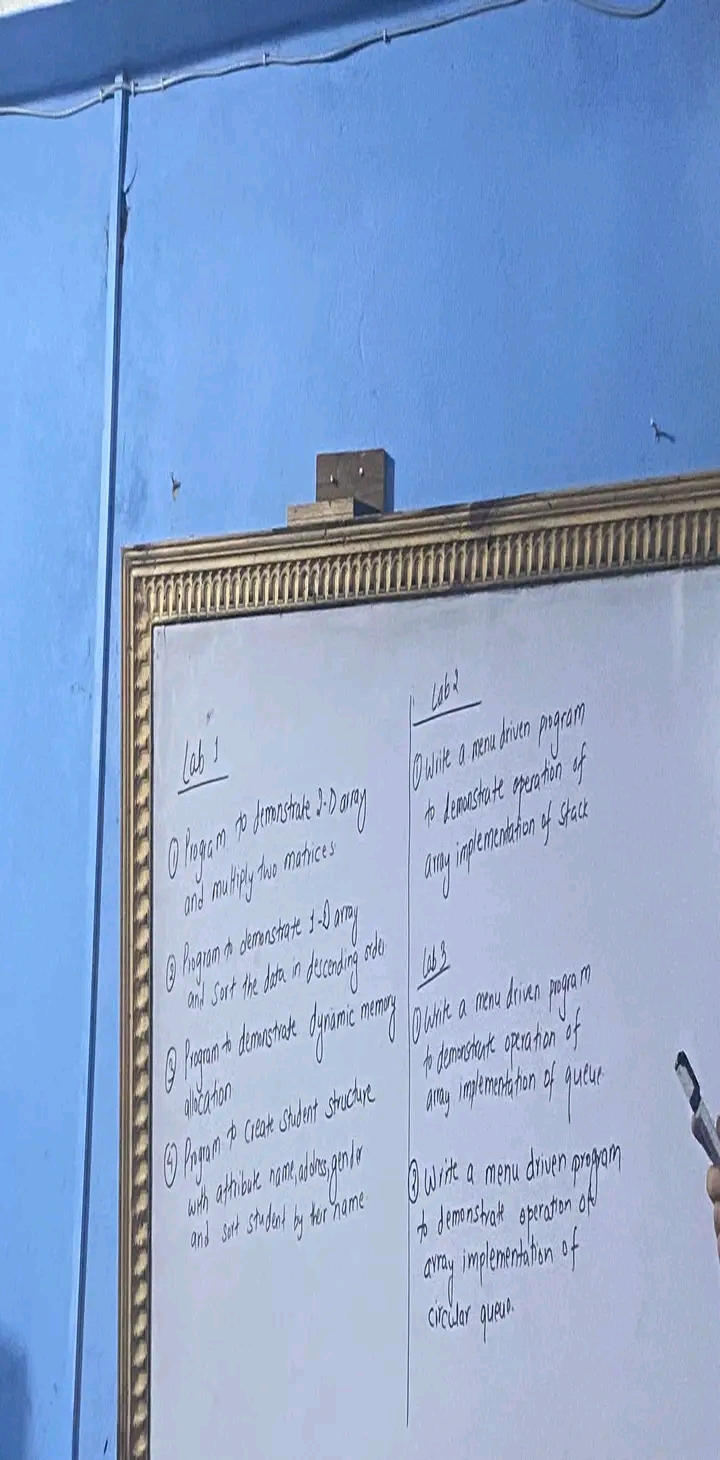 Lab 1
① Program to demonstrate 2-D array
and multiply two matrices
② Program to demonstrate 1-D array
and sort the data in descending order
③ Program to demonstrate dynamic memory
allocation
④ Program to create student structure
with attribute name, address, gender
and sort student by their name.
Lab 2
① Write a menu driven program
to demonstrate operation of
array implementation of stack
Lab 3
① Write a menu driven program
to demonstrate operation of
array implementation of queue.
② Write a menu driven program
to demonstrate operation of
array implementation of
circular queue.